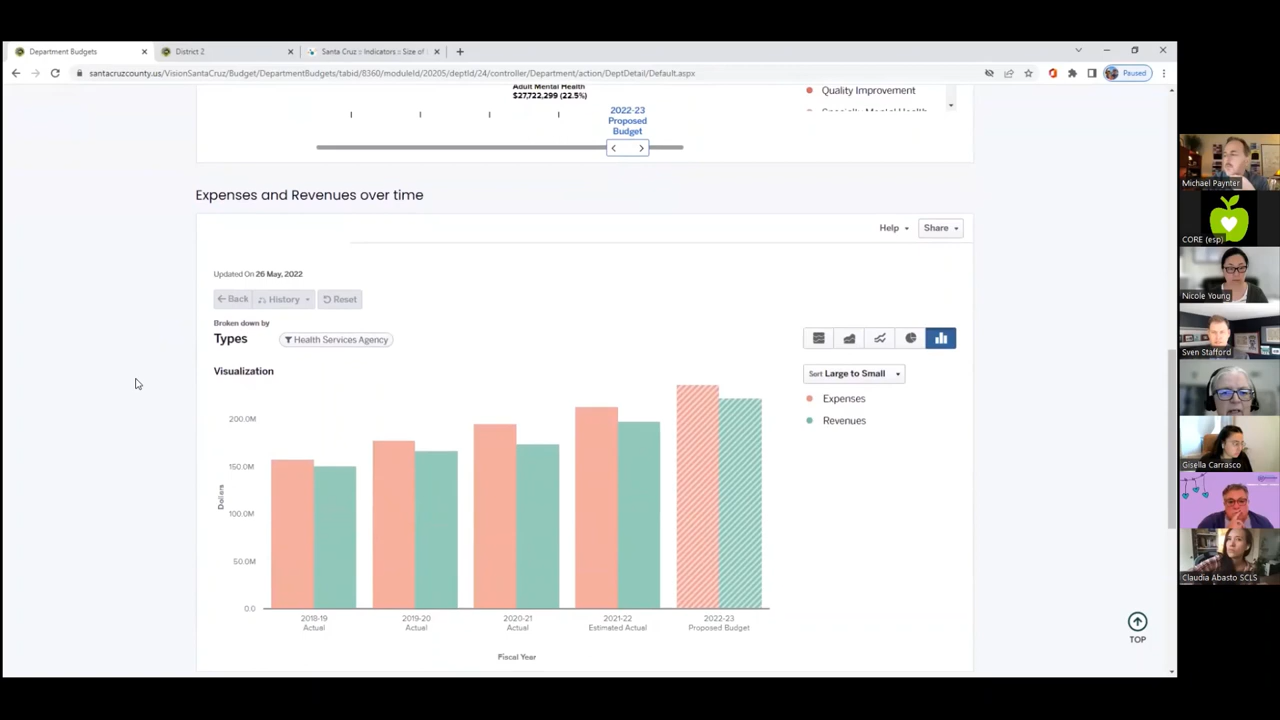 Department Budgets
District 2
Santa Cruz :: Indicators :: Size of
santacruzcounty.us/VisionSantaCruz/Budget/DepartmentBudgets/tabid/8360/moduleId/20205/deptId/24/controller/Department/action/DeptDetail/Default.aspx
Paused
Adult Mental Health
$27,722,299 (22.5%)
2022-23
Proposed
Budget
Quality Improvement
Specialty Mental Health
Expenses and Revenues over time
Help
Share
Updated On 26 May, 2022
Back
History
Reset
Broken down by
Types
Health Services Agency
Visualization
Sort Large to Small
Expenses
Revenues
200.0M
150.0M
100.0M
50.0M
0.0
Dollars
2018-19
Actual
2019-20
Actual
2020-21
Actual
2021-22
Estimated Actual
2022-23
Proposed Budget
Fiscal Year
TOP
Michael Paynter
CORE (esp)
Nicole Young
Sven Stafford
Gisella Carrasco
Claudia Abasto SCLS